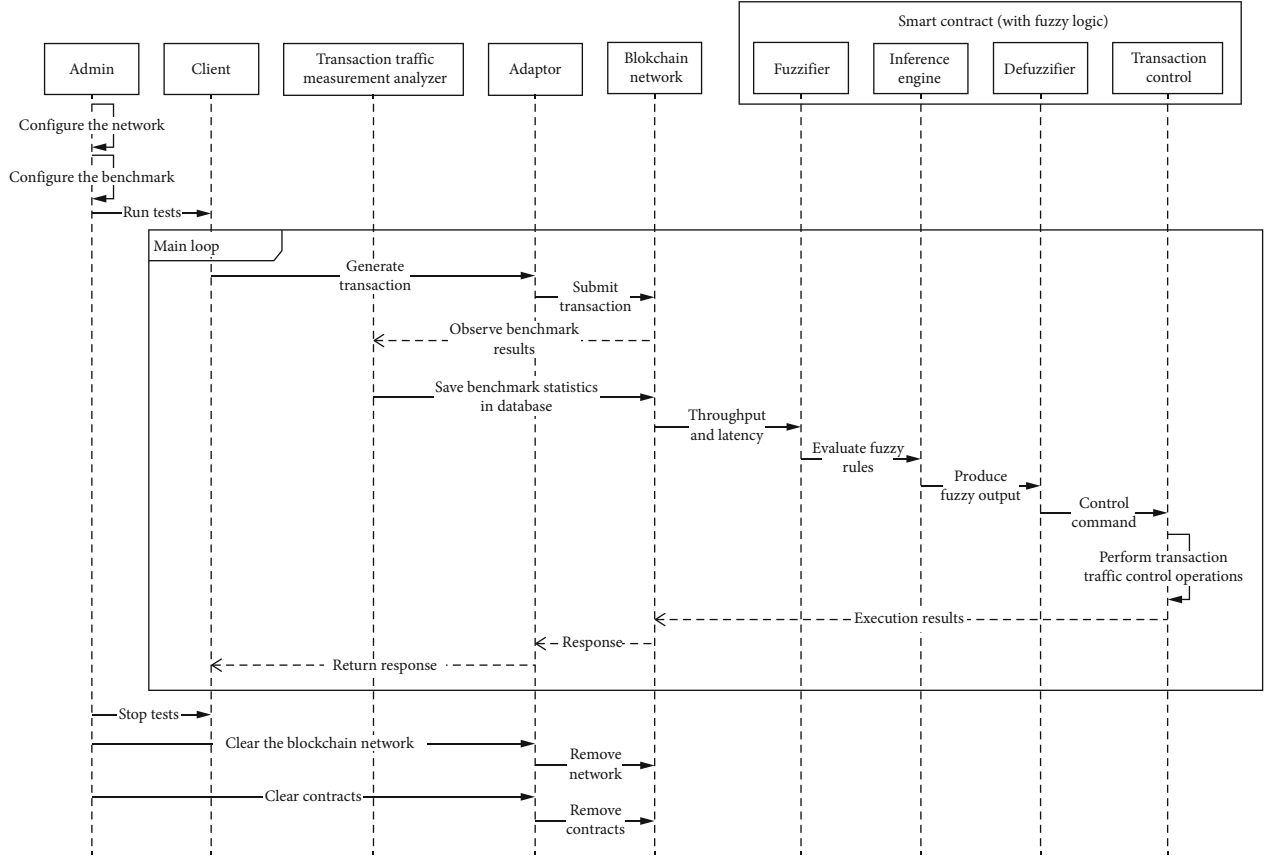 Smart contract (with fuzzy logic)
Admin
Client
Transaction traffic
measurement analyzer
Adaptor
Blokchain
network
Fuzzifier
Inference
engine
Defuzzifier
Transaction
control
Configure the network
Configure the benchmark
Run tests
Main loop
Generate
transaction
Submit
transaction
Observe benchmark
results
Save benchmark statistics
in database
Throughput
and latency
Evaluate fuzzy
rules
Produce
fuzzy output
Control
command
Perform transaction
traffic control operations
Execution results
Response
Return response
Stop tests
Clear the blockchain network
Remove
network
Clear contracts
Remove
contracts